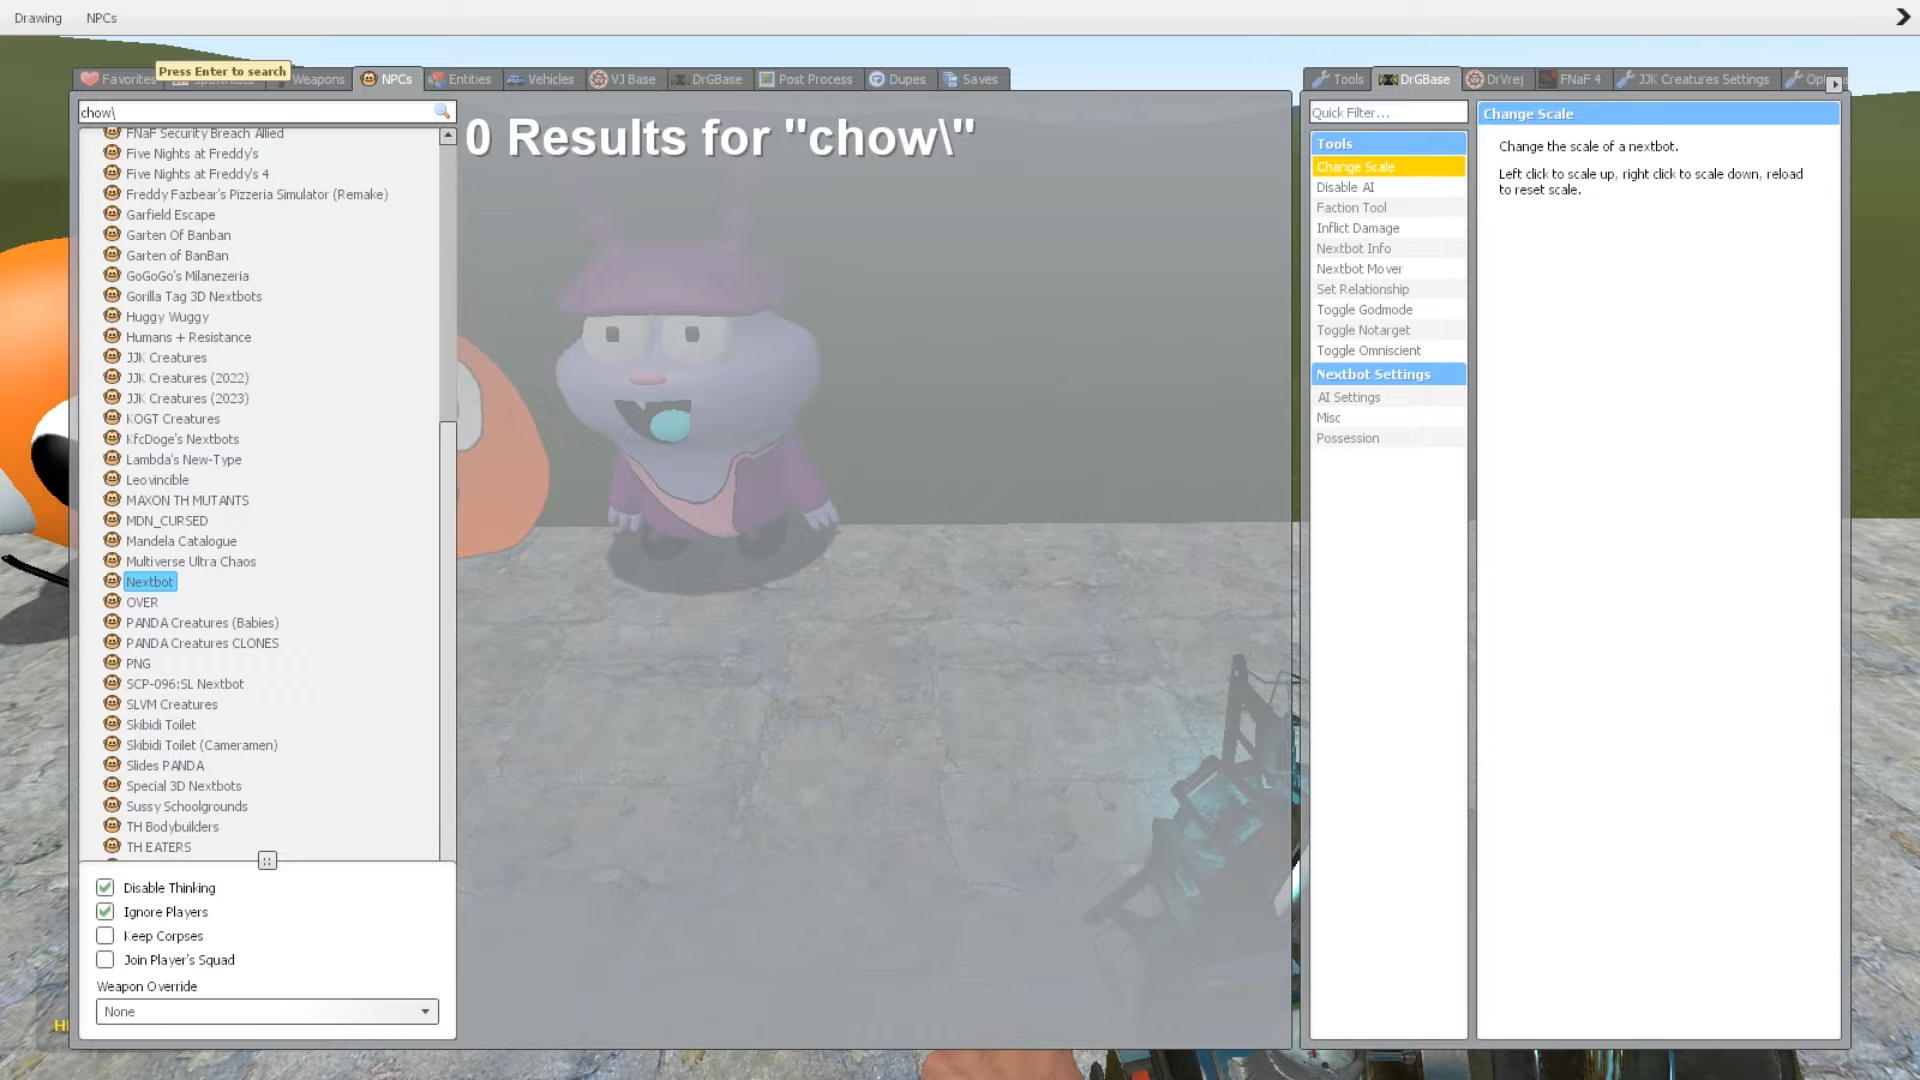 Drawing NPCs
Press Enter to search
Favorites Weapons NPCs Entities Vehicles VJ Base DrGBase Post Process Dupes Saves
Tools DrGBase DrVrej FNaF 4 JJK Creatures Settings
chow\
0 Results for "chow\"
FNaF Security Breach Allied
Five Nights at Freddy's
Five Nights at Freddy's 4
Freddy Fazbear's Pizzeria Simulator (Remake)
Garfield Escape
Garten Of Banban
Garten of BanBan
GoGoGo's Milanezeria
Gorilla Tag 3D Nextbots
Huggy Wuggy
Humans + Resistance
JJK Creatures
JJK Creatures (2022)
JJK Creatures (2023)
KOGT Creatures
KfcDoge's Nextbots
Lambda's New-Type
Leovincible
MAXON TH MUTANTS
MDN_CURSED
Mandela Catalogue
Multiverse Ultra Chaos
Nextbot
OVER
PANDA Creatures (Babies)
PANDA Creatures CLONES
PNG
SCP-096:SL Nextbot
SLVM Creatures
Skibidi Toilet
Skibidi Toilet (Cameramen)
Slides PANDA
Special 3D Nextbots
Sussy Schoolgrounds
TH Bodybuilders
TH EATERS
Disable Thinking
Ignore Players
Keep Corpses
Join Player's Squad
Weapon Override
None
Quick Filter...
Tools
Change Scale
Disable AI
Faction Tool
Inflict Damage
Nextbot Info
Nextbot Mover
Set Relationship
Toggle Godmode
Toggle Notarget
Toggle Omniscient
Nextbot Settings
AI Settings
Misc
Possession
Change Scale
Change the scale of a nextbot.
Left click to scale up, right click to scale down, reload
to reset scale.